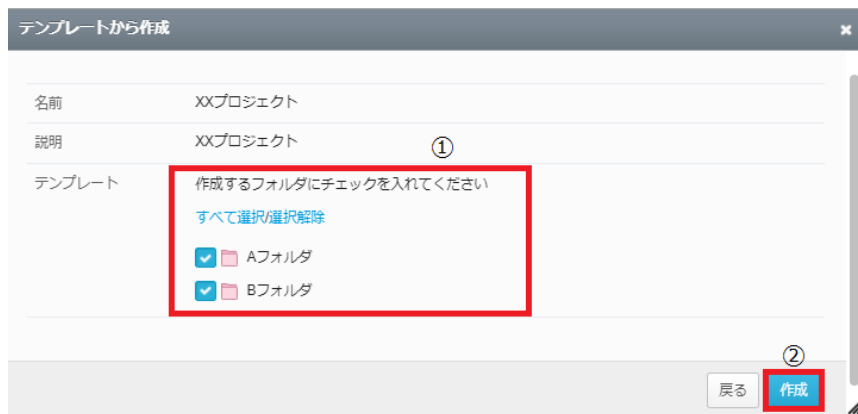 テンプレートから作成 ×
名前 XXプロジェクト
説明 XXプロジェクト
①
テンプレート 作成するフォルダにチェックを入れてください
すべて選択/選択解除
Aフォルダ
Bフォルダ
②
戻る 作成